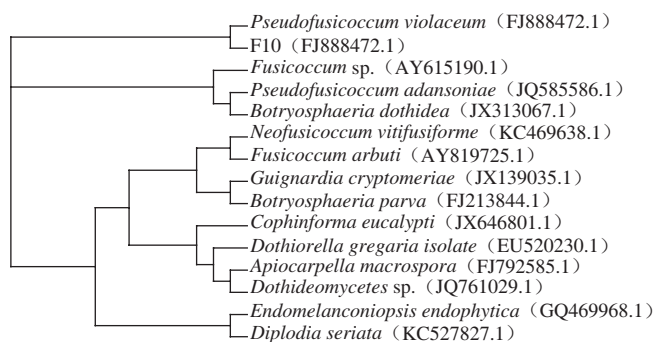 Pseudofusicoccum violaceum（FJ888472.1）
F10（FJ888472.1）
Fusicoccum sp.（AY615190.1）
Pseudofusicoccum adansoniae（JQ585586.1）
Botryosphaeria dothidea（JX313067.1）
Neofusicoccum vitifusiforme（KC469638.1）
Fusicoccum arbuti（AY819725.1）
Guignardia cryptomeriae（JX139035.1）
Botryosphaeria parva（FJ213844.1）
Cophinforma eucalypti（JX646801.1）
Dothiorella gregaria isolate（EU520230.1）
Apiocarpella macrospora（FJ792585.1）
Dothideomycetes sp.（JQ761029.1）
Endomelanconiopsis endophytica（GQ469968.1）
Diplodia seriata（KC527827.1）